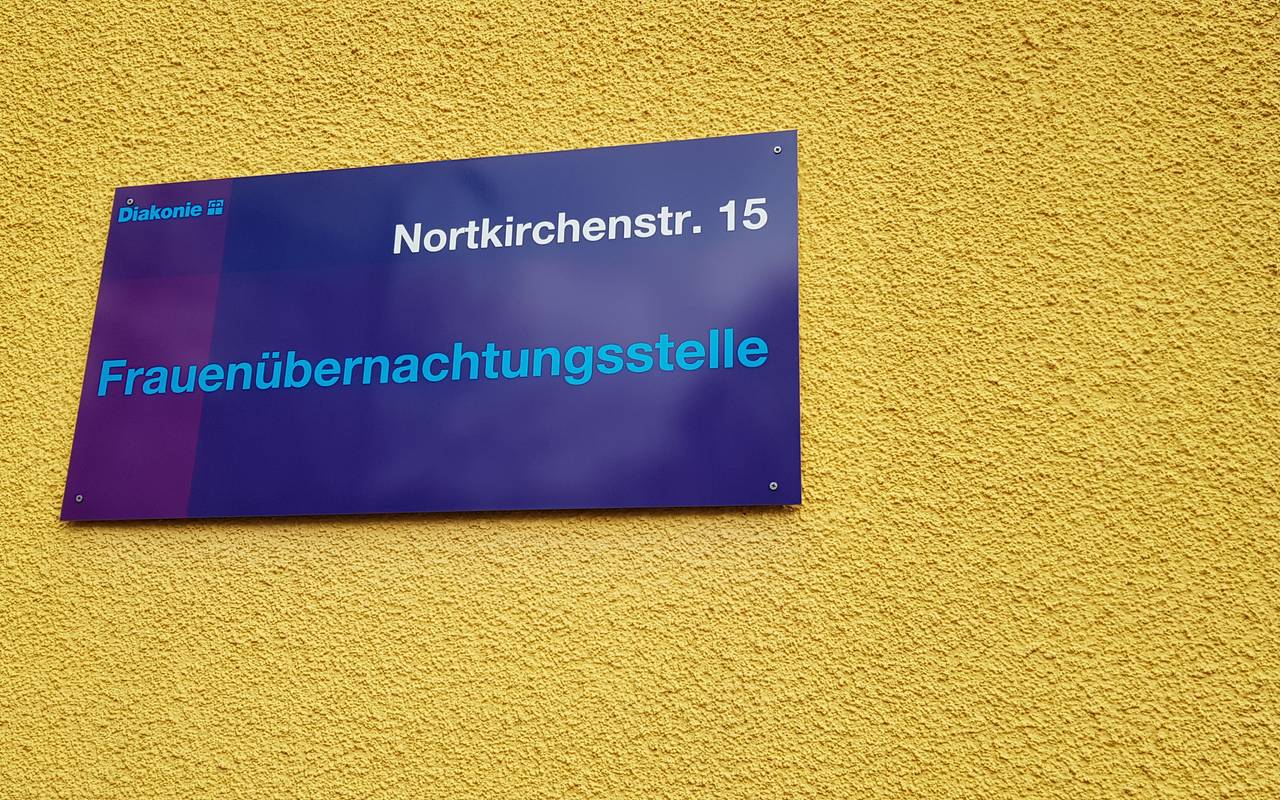 Diakonie
Nortkirchenstr. 15
Frauenübernachtungsstelle